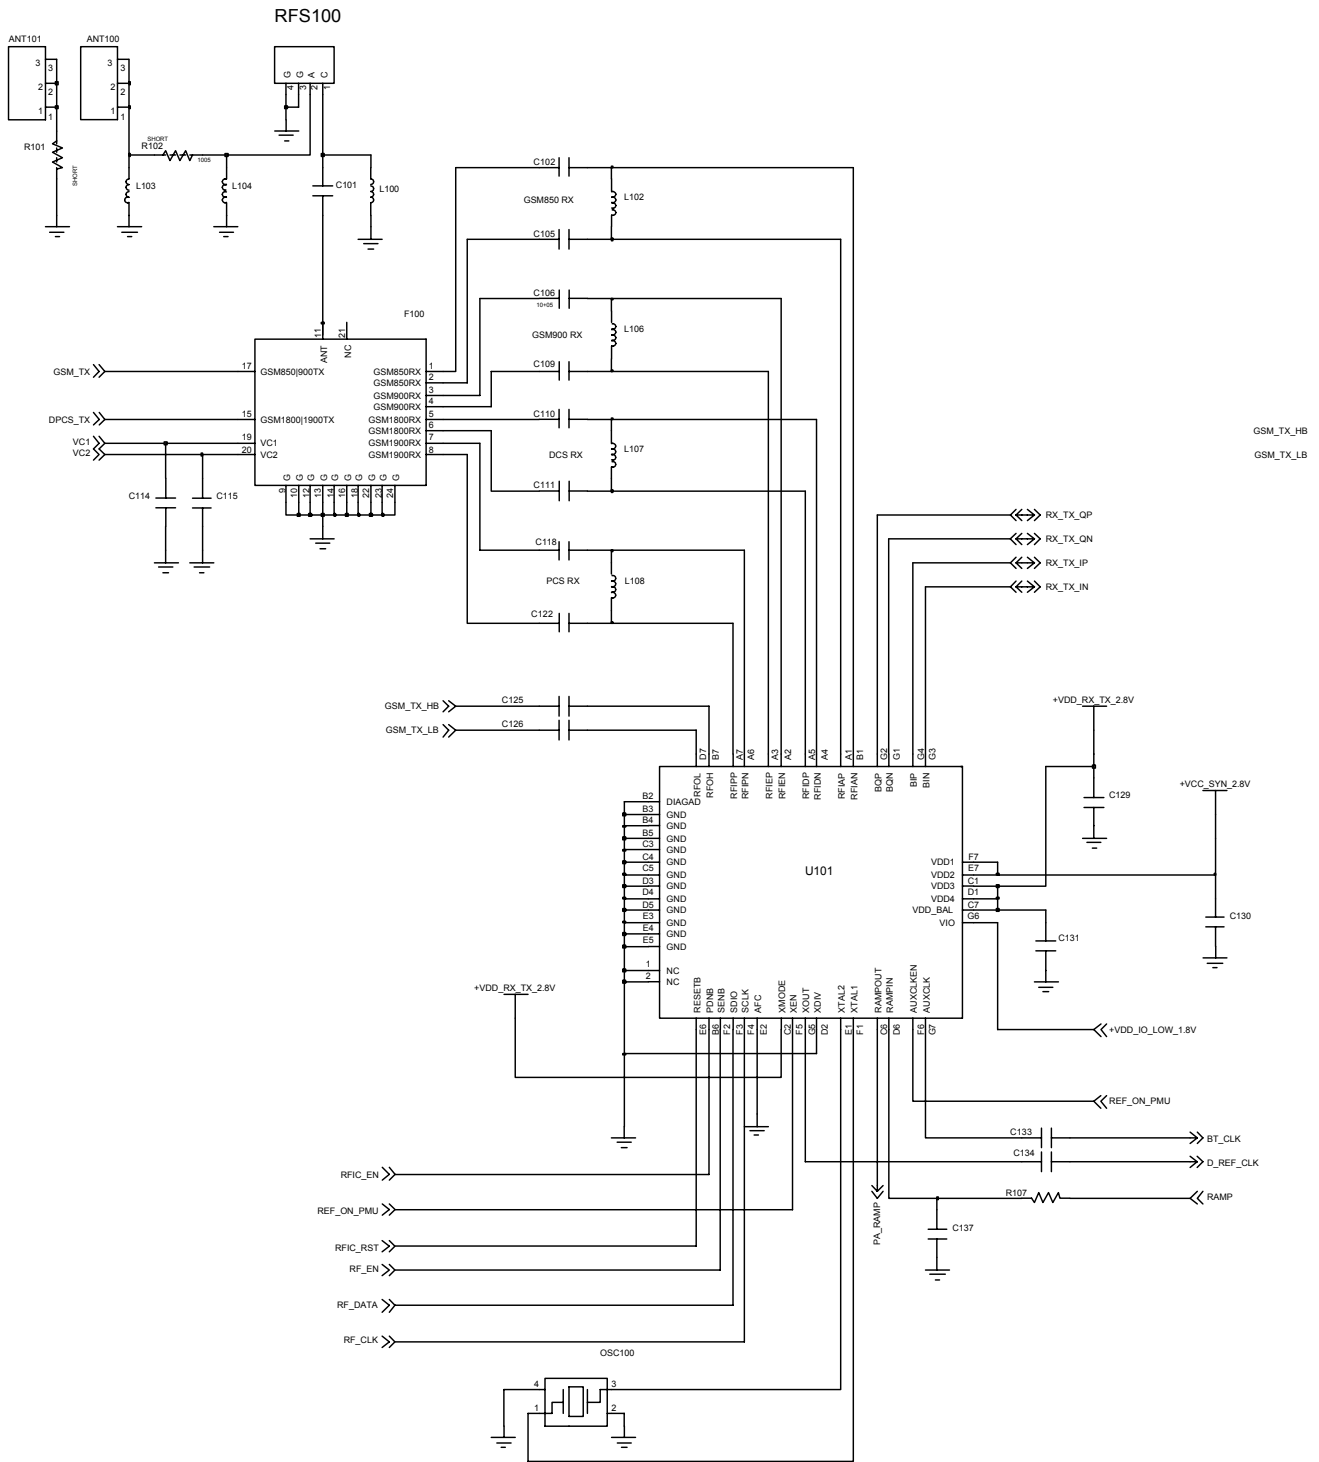 RFS100
ANT101
ANT100
3
3
2
2
1
1
3
3
2
2
1
1
G
G
A
C
4
3
2
1
R101
SHORT
SHORT
R102
1005
L103
L104
C101
L100
C102
GSM850 RX
L102
C105
C106
10+05
GSM900 RX
L106
C109
C110
DCS RX
L107
C111
C118
PCS RX
L108
C122
F100
11
21
ANT
NC
GSM_TX
17
GSM850|900TX
DPCS_TX
15
GSM1800|1900TX
VC1
19
VC1
VC2
20
VC2
GSM850RX
1
GSM850RX
2
GSM900RX
3
GSM900RX
4
GSM1800RX
5
GSM1800RX
6
GSM1900RX
7
GSM1900RX
8
G G G G G G G G G G
9 10 12 13 14 16 18 22 23 24
C114
C115
GSM_TX_HB
GSM_TX_LB
RX_TX_QP
RX_TX_QN
RX_TX_IP
RX_TX_IN
GSM_TX_HB
C125
GSM_TX_LB
C126
D7 B7 A7 A6 A3 A2 A5 A4 A1 B1 G2 G1 G4 G3
RFOL RFOH RFIPP RFIPN RFIEP RFIEN RFIDP RFIDN RFIAP RFIAN BQP BQN BIP BIN
+VDD_RX_TX_2.8V
C129
+VCC_SYN_2.8V
C130
B2
DIAGAD
B3
GND
B4
GND
B5
GND
C3
GND
C4
GND
C5
GND
D3
GND
D4
GND
D5
GND
E3
GND
E4
GND
E5
GND
1
NC
2
NC
U101
VDD1
F7
VDD2
E7
VDD3
C1
VDD4
D1
VDD_BAL
C7
VIO
G6
C131
+VDD_RX_TX_2.8V
RESETB PDNB SENB SDIO SCLK AFC XMODE XEN XOUT XDIV XTAL2 XTAL1 RAMPOUT RAMPIN AUXCLKEN AUXCLK
E6 B6 F2 F3 F4 E2 C2 F5 G5 D2 E1 F1 C6 D6 F6 G7
+VDD_IO_LOW_1.8V
REF_ON_PMU
C133
BT_CLK
C134
D_REF_CLK
PA_RAMP
R107
RAMP
C137
RFIC_EN
REF_ON_PMU
RFIC_RST
RF_EN
RF_DATA
RF_CLK
OSC100
4
3
1
2